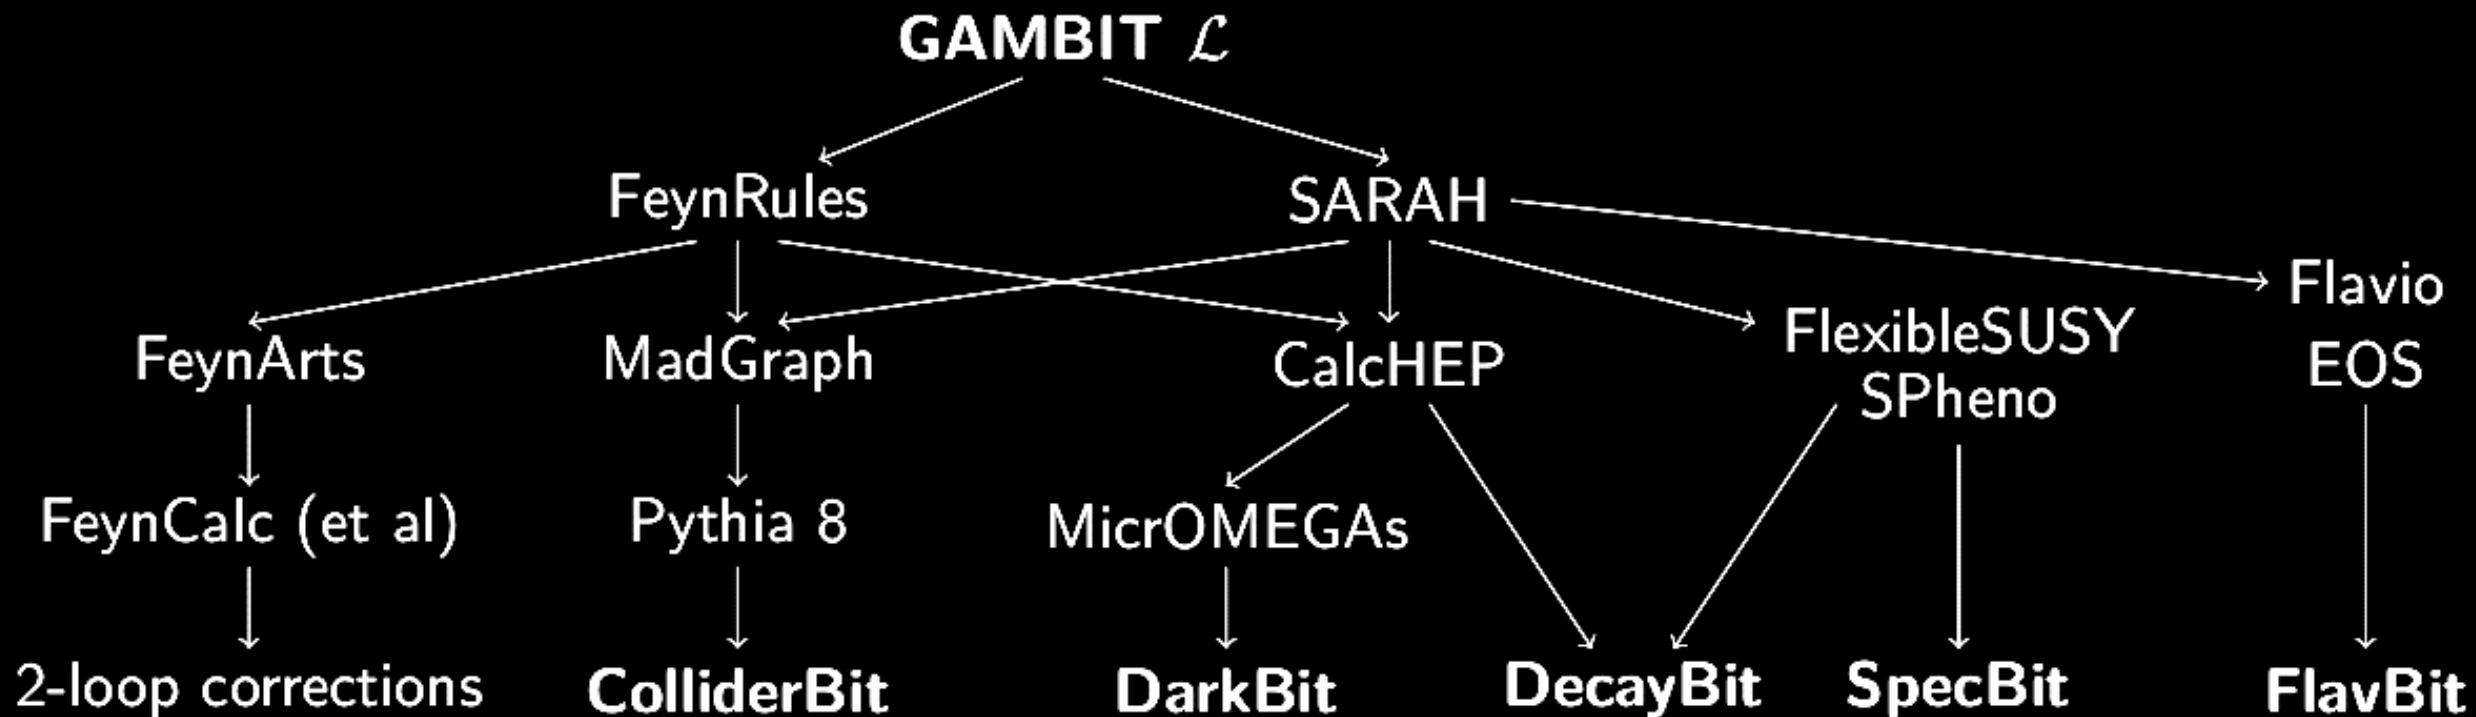 GAMBIT ℒ
FeynRules
SARAH
Flavio
EOS
FeynArts
MadGraph
CalcHEP
FlexibleSUSY
SPheno
FeynCalc (et al)
Pythia 8
MicrOMEGAs
2-loop corrections
ColliderBit
DarkBit
DecayBit
SpecBit
FlavBit